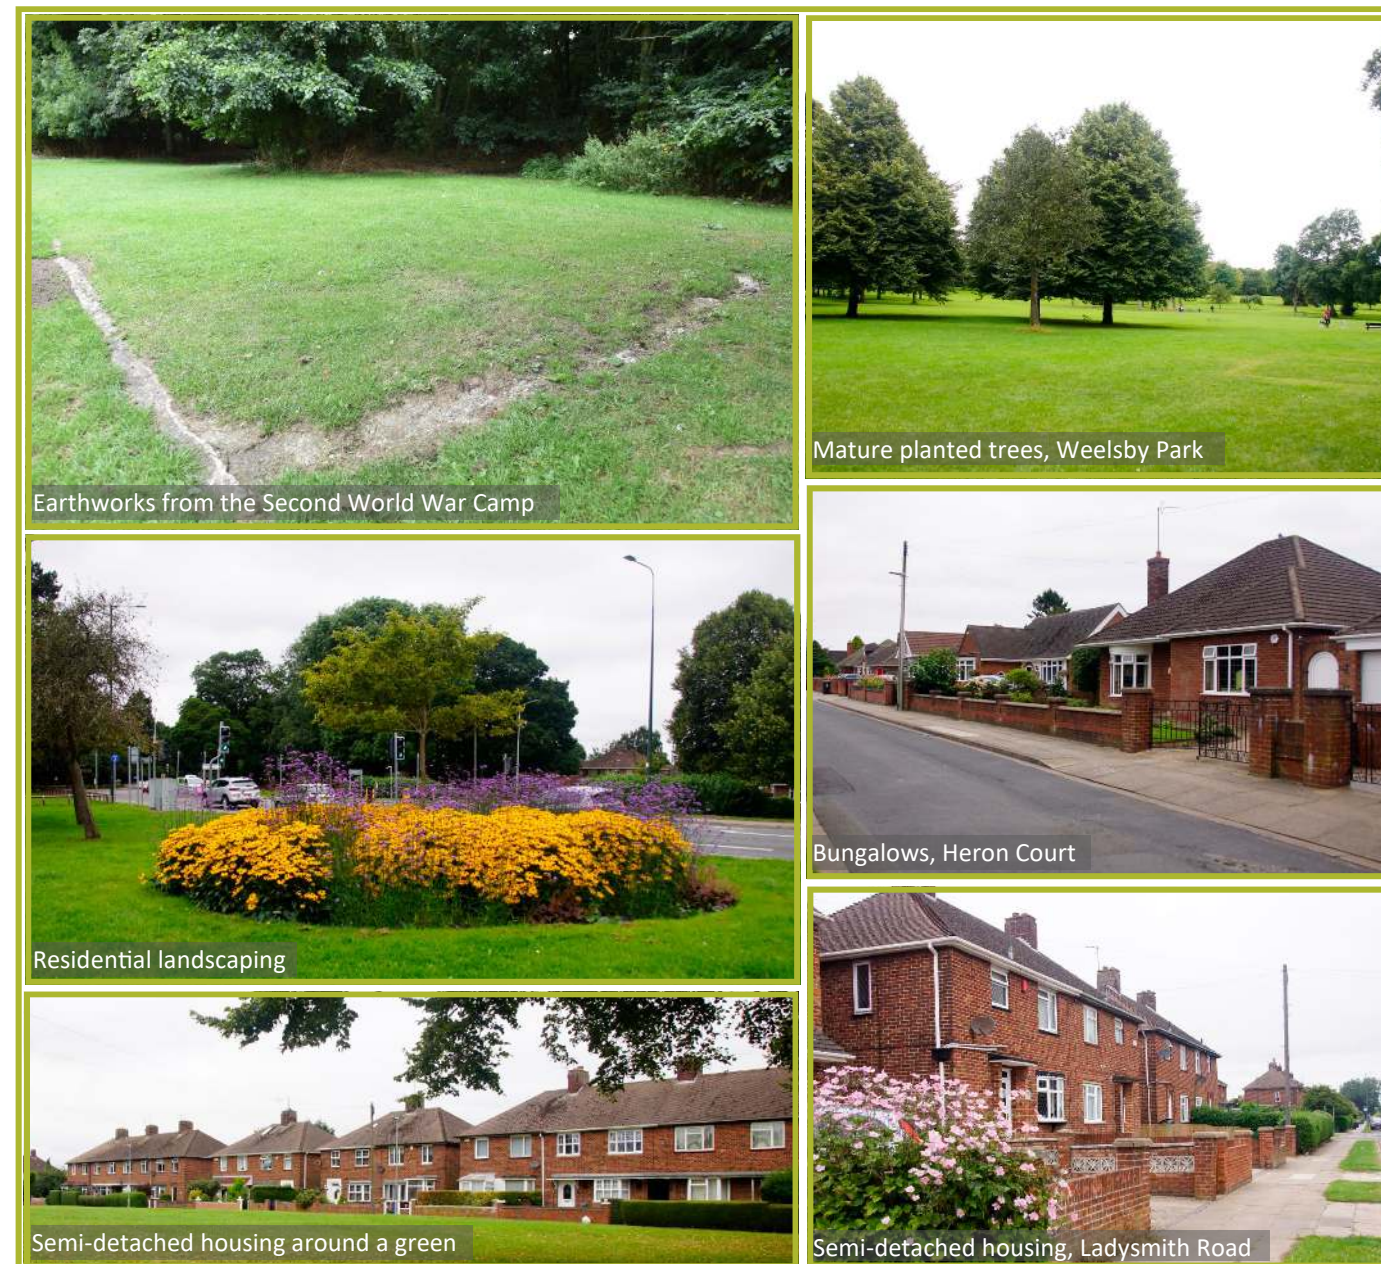 Earthworks from the Second World War Camp
Mature planted trees, Weelsby Park
Residential landscaping
Bungalows, Heron Court
Semi-detached housing around a green
Semi-detached housing, Ladysmith Road